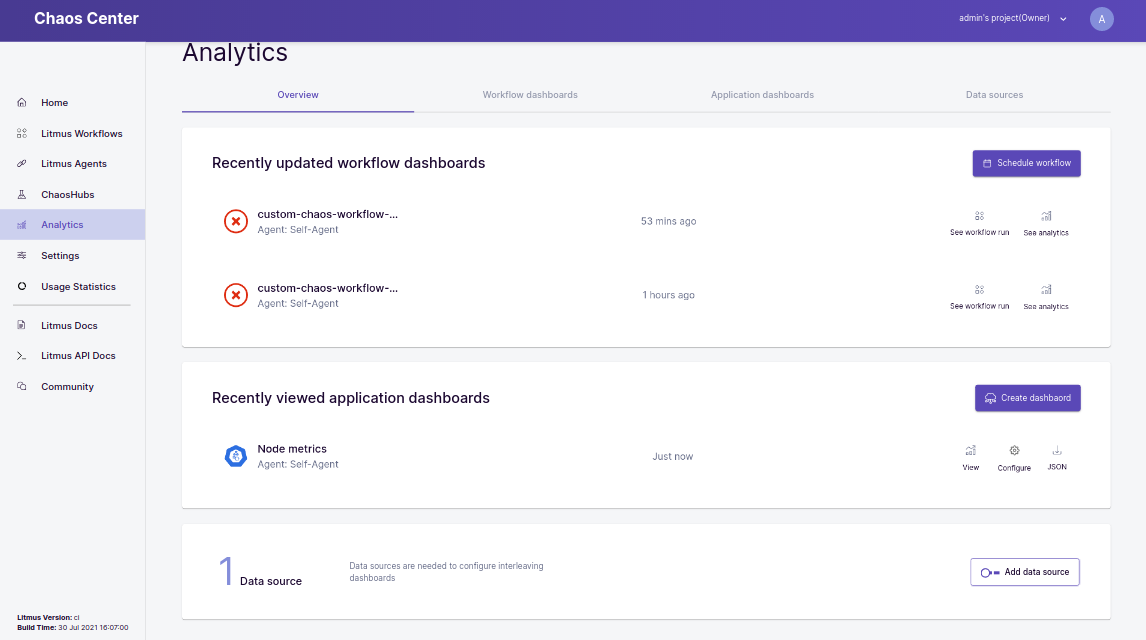 Chaos Center
admin's project(Owner)
A
Analytics
Overview
Workflow dashboards
Application dashboards
Data sources
Home
Litmus Workflows
Litmus Agents
ChaosHubs
Analytics
Settings
Usage Statistics
Litmus Docs
Litmus API Docs
Community
Recently updated workflow dashboards
Schedule workflow
custom-chaos-workflow-...
Agent: Self-Agent
53 mins ago
See workflow run
See analytics
custom-chaos-workflow-...
Agent: Self-Agent
1 hours ago
See workflow run
See analytics
Recently viewed application dashboards
Create dashbaord
Node metrics
Agent: Self-Agent
Just now
View
Configure
JSON
1 Data source
Data sources are needed to configure interleaving
dashboards
Add data source
Litmus Version: ci
Build Time: 30 Jul 2021 16:07:00